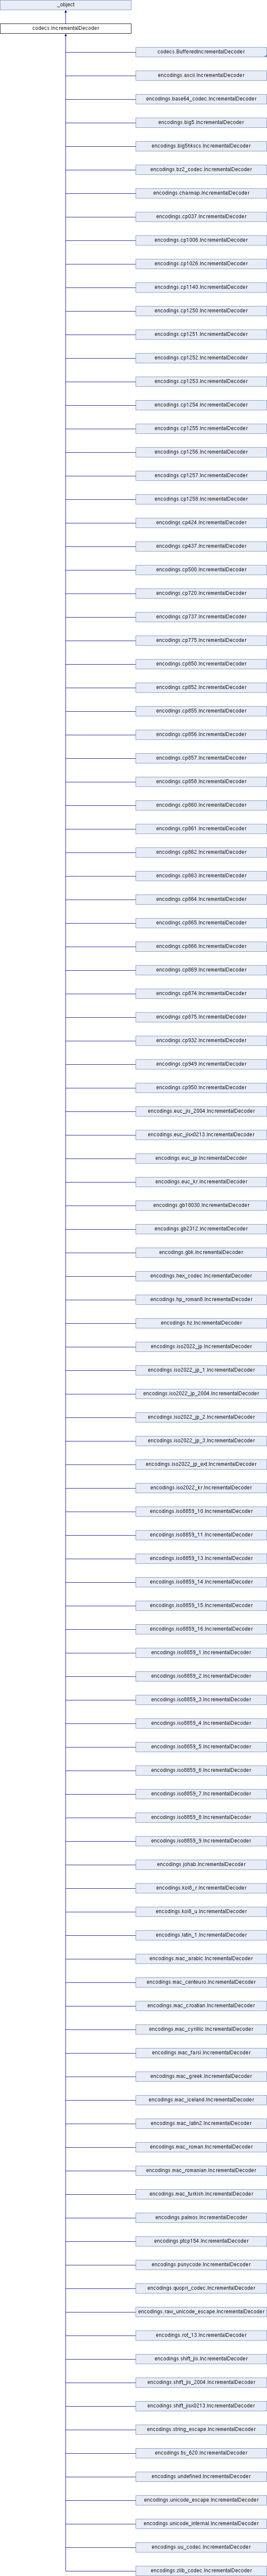 _object
codecs.IncrementalDecoder
codecs.BufferedIncrementalDecoder
encodings.ascii.IncrementalDecoder
encodings.base64_codec.IncrementalDecoder
encodings.big5.IncrementalDecoder
encodings.big5hkscs.IncrementalDecoder
encodings.bz2_codec.IncrementalDecoder
encodings.charmap.IncrementalDecoder
encodings.cp037.IncrementalDecoder
encodings.cp1006.IncrementalDecoder
encodings.cp1026.IncrementalDecoder
encodings.cp1140.IncrementalDecoder
encodings.cp1250.IncrementalDecoder
encodings.cp1251.IncrementalDecoder
encodings.cp1252.IncrementalDecoder
encodings.cp1253.IncrementalDecoder
encodings.cp1254.IncrementalDecoder
encodings.cp1255.IncrementalDecoder
encodings.cp1256.IncrementalDecoder
encodings.cp1257.IncrementalDecoder
encodings.cp1258.IncrementalDecoder
encodings.cp424.IncrementalDecoder
encodings.cp437.IncrementalDecoder
encodings.cp500.IncrementalDecoder
encodings.cp720.IncrementalDecoder
encodings.cp737.IncrementalDecoder
encodings.cp775.IncrementalDecoder
encodings.cp850.IncrementalDecoder
encodings.cp852.IncrementalDecoder
encodings.cp855.IncrementalDecoder
encodings.cp856.IncrementalDecoder
encodings.cp857.IncrementalDecoder
encodings.cp858.IncrementalDecoder
encodings.cp860.IncrementalDecoder
encodings.cp861.IncrementalDecoder
encodings.cp862.IncrementalDecoder
encodings.cp863.IncrementalDecoder
encodings.cp864.IncrementalDecoder
encodings.cp865.IncrementalDecoder
encodings.cp866.IncrementalDecoder
encodings.cp869.IncrementalDecoder
encodings.cp874.IncrementalDecoder
encodings.cp875.IncrementalDecoder
encodings.cp932.IncrementalDecoder
encodings.cp949.IncrementalDecoder
encodings.cp950.IncrementalDecoder
encodings.euc_jis_2004.IncrementalDecoder
encodings.euc_jisx0213.IncrementalDecoder
encodings.euc_jp.IncrementalDecoder
encodings.euc_kr.IncrementalDecoder
encodings.gb18030.IncrementalDecoder
encodings.gb2312.IncrementalDecoder
encodings.gbk.IncrementalDecoder
encodings.hex_codec.IncrementalDecoder
encodings.hp_roman8.IncrementalDecoder
encodings.hz.IncrementalDecoder
encodings.iso2022_jp.IncrementalDecoder
encodings.iso2022_jp_1.IncrementalDecoder
encodings.iso2022_jp_2004.IncrementalDecoder
encodings.iso2022_jp_2.IncrementalDecoder
encodings.iso2022_jp_3.IncrementalDecoder
encodings.iso2022_jp_ext.IncrementalDecoder
encodings.iso2022_kr.IncrementalDecoder
encodings.iso8859_10.IncrementalDecoder
encodings.iso8859_11.IncrementalDecoder
encodings.iso8859_13.IncrementalDecoder
encodings.iso8859_14.IncrementalDecoder
encodings.iso8859_15.IncrementalDecoder
encodings.iso8859_16.IncrementalDecoder
encodings.iso8859_1.IncrementalDecoder
encodings.iso8859_2.IncrementalDecoder
encodings.iso8859_3.IncrementalDecoder
encodings.iso8859_4.IncrementalDecoder
encodings.iso8859_5.IncrementalDecoder
encodings.iso8859_6.IncrementalDecoder
encodings.iso8859_7.IncrementalDecoder
encodings.iso8859_8.IncrementalDecoder
encodings.iso8859_9.IncrementalDecoder
encodings.johab.IncrementalDecoder
encodings.koi8_r.IncrementalDecoder
encodings.koi8_u.IncrementalDecoder
encodings.latin_1.IncrementalDecoder
encodings.mac_arabic.IncrementalDecoder
encodings.mac_centeuro.IncrementalDecoder
encodings.mac_croatian.IncrementalDecoder
encodings.mac_cyrillic.IncrementalDecoder
encodings.mac_farsi.IncrementalDecoder
encodings.mac_greek.IncrementalDecoder
encodings.mac_iceland.IncrementalDecoder
encodings.mac_latin2.IncrementalDecoder
encodings.mac_roman.IncrementalDecoder
encodings.mac_romanian.IncrementalDecoder
encodings.mac_turkish.IncrementalDecoder
encodings.palmos.IncrementalDecoder
encodings.ptcp154.IncrementalDecoder
encodings.punycode.IncrementalDecoder
encodings.quopri_codec.IncrementalDecoder
encodings.raw_unicode_escape.IncrementalDecoder
encodings.rot_13.IncrementalDecoder
encodings.shift_jis.IncrementalDecoder
encodings.shift_jis_2004.IncrementalDecoder
encodings.shift_jisx0213.IncrementalDecoder
encodings.string_escape.IncrementalDecoder
encodings.tis_620.IncrementalDecoder
encodings.undefined.IncrementalDecoder
encodings.unicode_escape.IncrementalDecoder
encodings.unicode_internal.IncrementalDecoder
encodings.uu_codec.IncrementalDecoder
encodings.zlib_codec.IncrementalDecoder